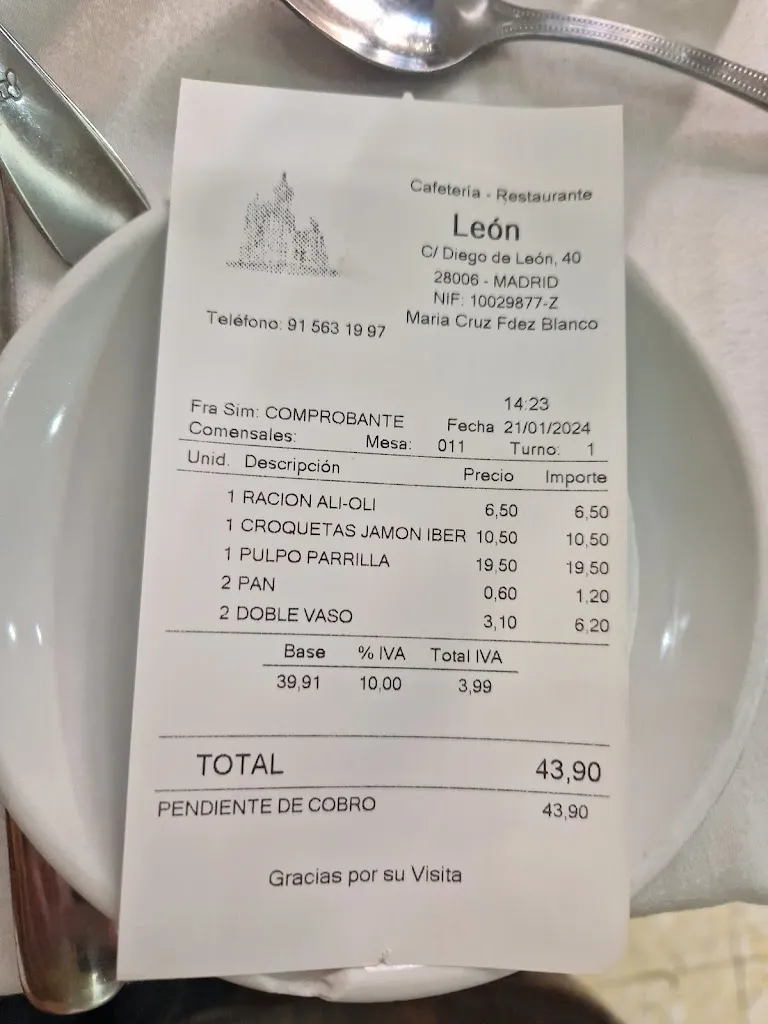 Cafetería - Restaurante
León
C/ Diego de León, 40
28006 - MADRID
NIF: 10029877-Z
Teléfono: 91 563 19 97 Maria Cruz Fdez Blanco
14:23
Fra Sim: COMPROBANTE Fecha 21/01/2024
Comensales: Mesa: 011 Turno: 1
Unid. Descripción Precio Importe
1 RACION ALI-OLI 6,50 6,50
1 CROQUETAS JAMON IBER 10,50 10,50
1 PULPO PARRILLA 19,50 19,50
2 PAN 0,60 1,20
2 DOBLE VASO 3,10 6,20
Base % IVA Total IVA
39,91 10,00 3,99
TOTAL 43,90
PENDIENTE DE COBRO 43,90
Gracias por su Visita